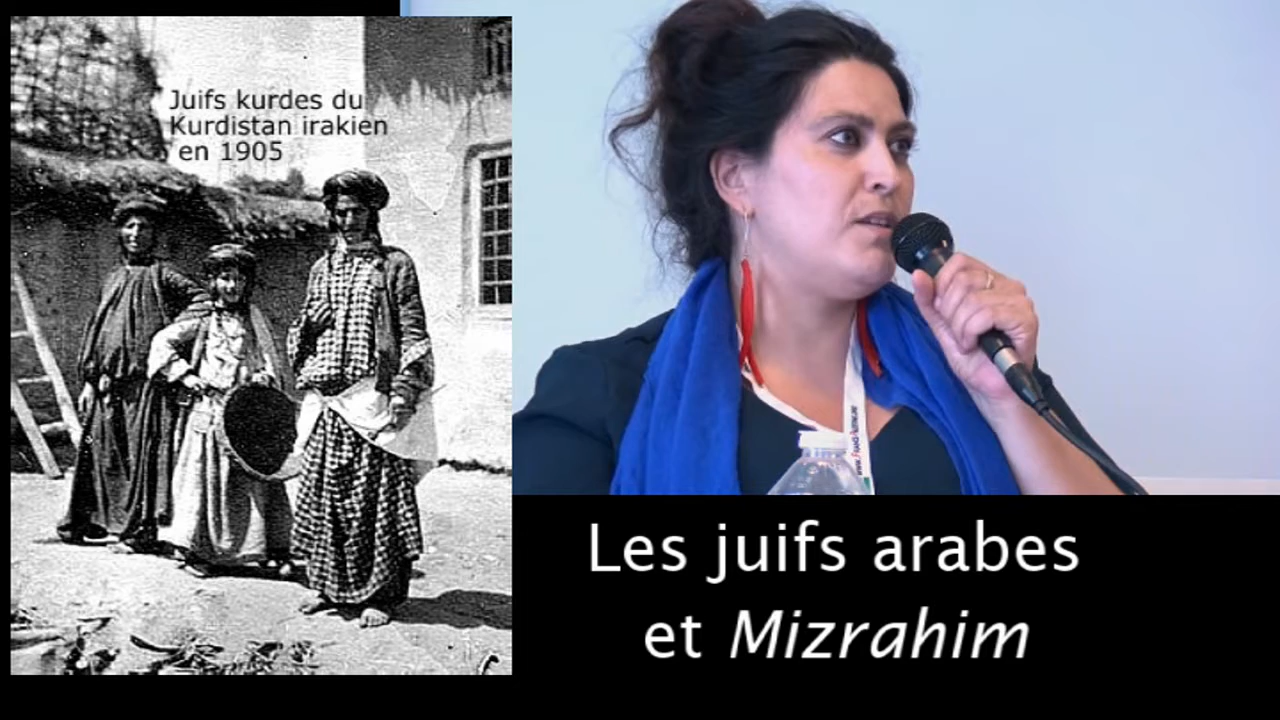 Juifs kurdes du
Kurdistan irakien
en 1905
Les juifs arabes
et Mizrahim